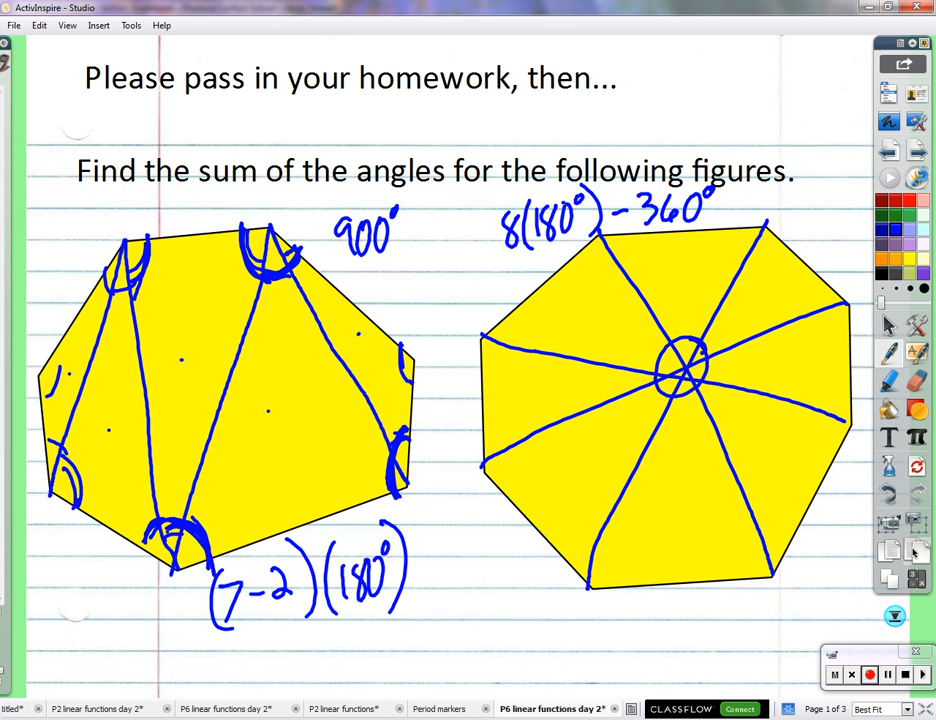 ActivInspire - Studio
File Edit View Insert Tools Help
Please pass in your homework, then...
Find the sum of the angles for the following figures.
900°
8(180°) - 360°
(7-2)(180°)
M
titled* P2 linear functions day 2* P6 linear functions day 2* P2 linear functions* Period markers P6 linear functions day 2* CLASSFLOW Connect Page 1 of 3 Best Fit